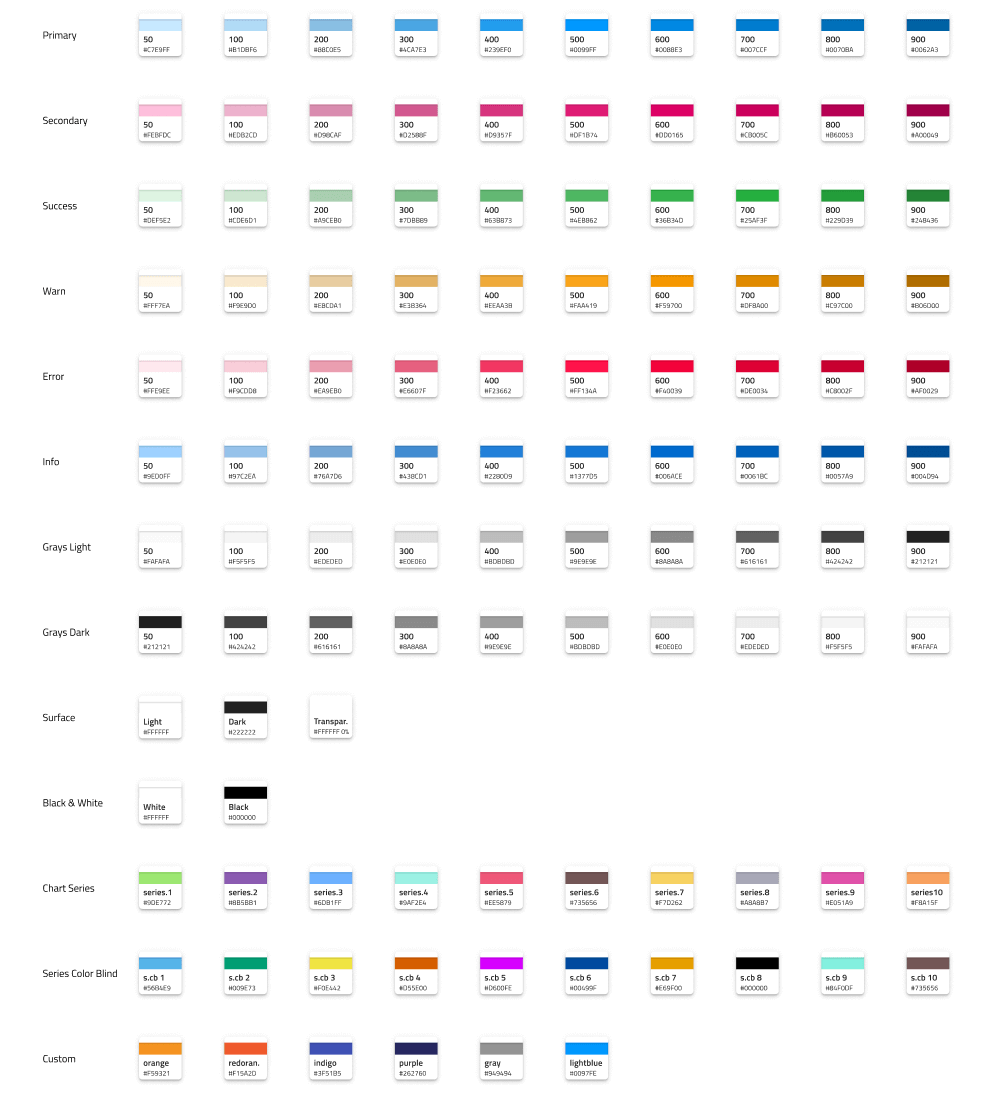 Primary
50
#C7E9FF
100
#B1DBF6
200
#88C0E5
300
#4CA7E3
400
#239EF0
500
#0099FF
600
#0088E3
700
#007CCF
800
#0070BA
900
#0062A3
Secondary
50
#FEBFDC
100
#EDB2CD
200
#D98CAF
300
#D2588F
400
#D9357F
500
#DF1B74
600
#DD0165
700
#CB005C
800
#B60053
900
#A00049
Success
50
#DEF5E2
100
#CDE6D1
200
#A9CEB0
300
#7DBB89
400
#63B873
500
#4EB862
600
#36B34D
700
#25AF3F
800
#229D39
900
#248436
Warn
50
#FFF7EA
100
#F9E9D0
200
#EBCDA1
300
#E3B364
400
#EEAA3B
500
#FAA419
600
#F59700
700
#DF8A00
800
#C97C00
900
#B06D00
Error
50
#FFE9EE
100
#F9CDD8
200
#EA9EB0
300
#E6607F
400
#F23662
500
#FF134A
600
#F40039
700
#DE0034
800
#C8002F
900
#AF0029
Info
50
#9ED0FF
100
#97C2EA
200
#76A7D6
300
#438CD1
400
#2280D9
500
#1377D5
600
#006ACE
700
#0061BC
800
#0057A9
900
#004D94
Grays Light
50
#FAFAFA
100
#F5F5F5
200
#EDEDED
300
#E0E0E0
400
#BDBDBD
500
#9E9E9E
600
#8A8A8A
700
#616161
800
#424242
900
#212121
Grays Dark
50
#212121
100
#424242
200
#616161
300
#8A8A8A
400
#9E9E9E
500
#BDBDBD
600
#E0E0E0
700
#EDEDED
800
#F5F5F5
900
#FAFAFA
Surface
Light
#FFFFFF
Dark
#222222
Transpar.
#FFFFFF 0%
Black & White
White
#FFFFFF
Black
#000000
Chart Series
series.1
#9DE772
series.2
#8B5BB1
series.3
#6DB1FF
series.4
#9AF2E4
series.5
#EE5879
series.6
#735656
series.7
#F7D262
series.8
#A8A8B7
series.9
#E051A9
series10
#F8A15F
Series Color Blind
s.cb 1
#56B4E9
s.cb 2
#009E73
s.cb 3
#F0E442
s.cb 4
#D55E00
s.cb 5
#D600FE
s.cb 6
#00499F
s.cb 7
#E69F00
s.cb 8
#000000
s.cb 9
#84F0DF
s.cb 10
#735656
Custom
orange
#F59321
redoran.
#F15A2D
indigo
#3F51B5
purple
#262760
gray
#949494
lightblue
#0097FE